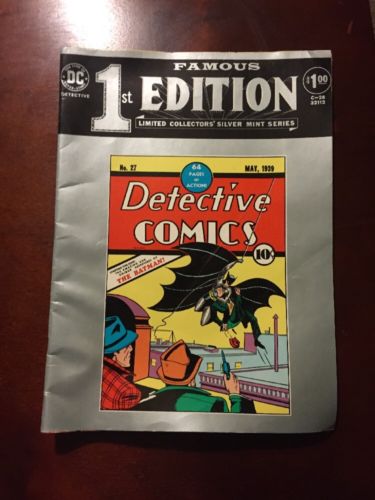 FAMOUS
DC
$1.00
1st EDITION
DETECTIVE
C-26
LIMITED COLLECTORS' SILVER MINT SERIES
No. 27
64
PAGES
OF
ACTION!
MAY, 1939
Detective
COMICS
10¢
THE BATMAN!